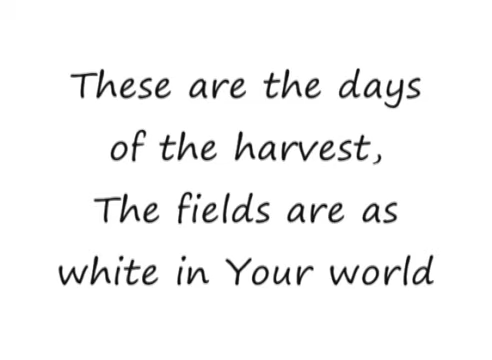 These are the days
of the harvest,
The fields are as
white in Your world